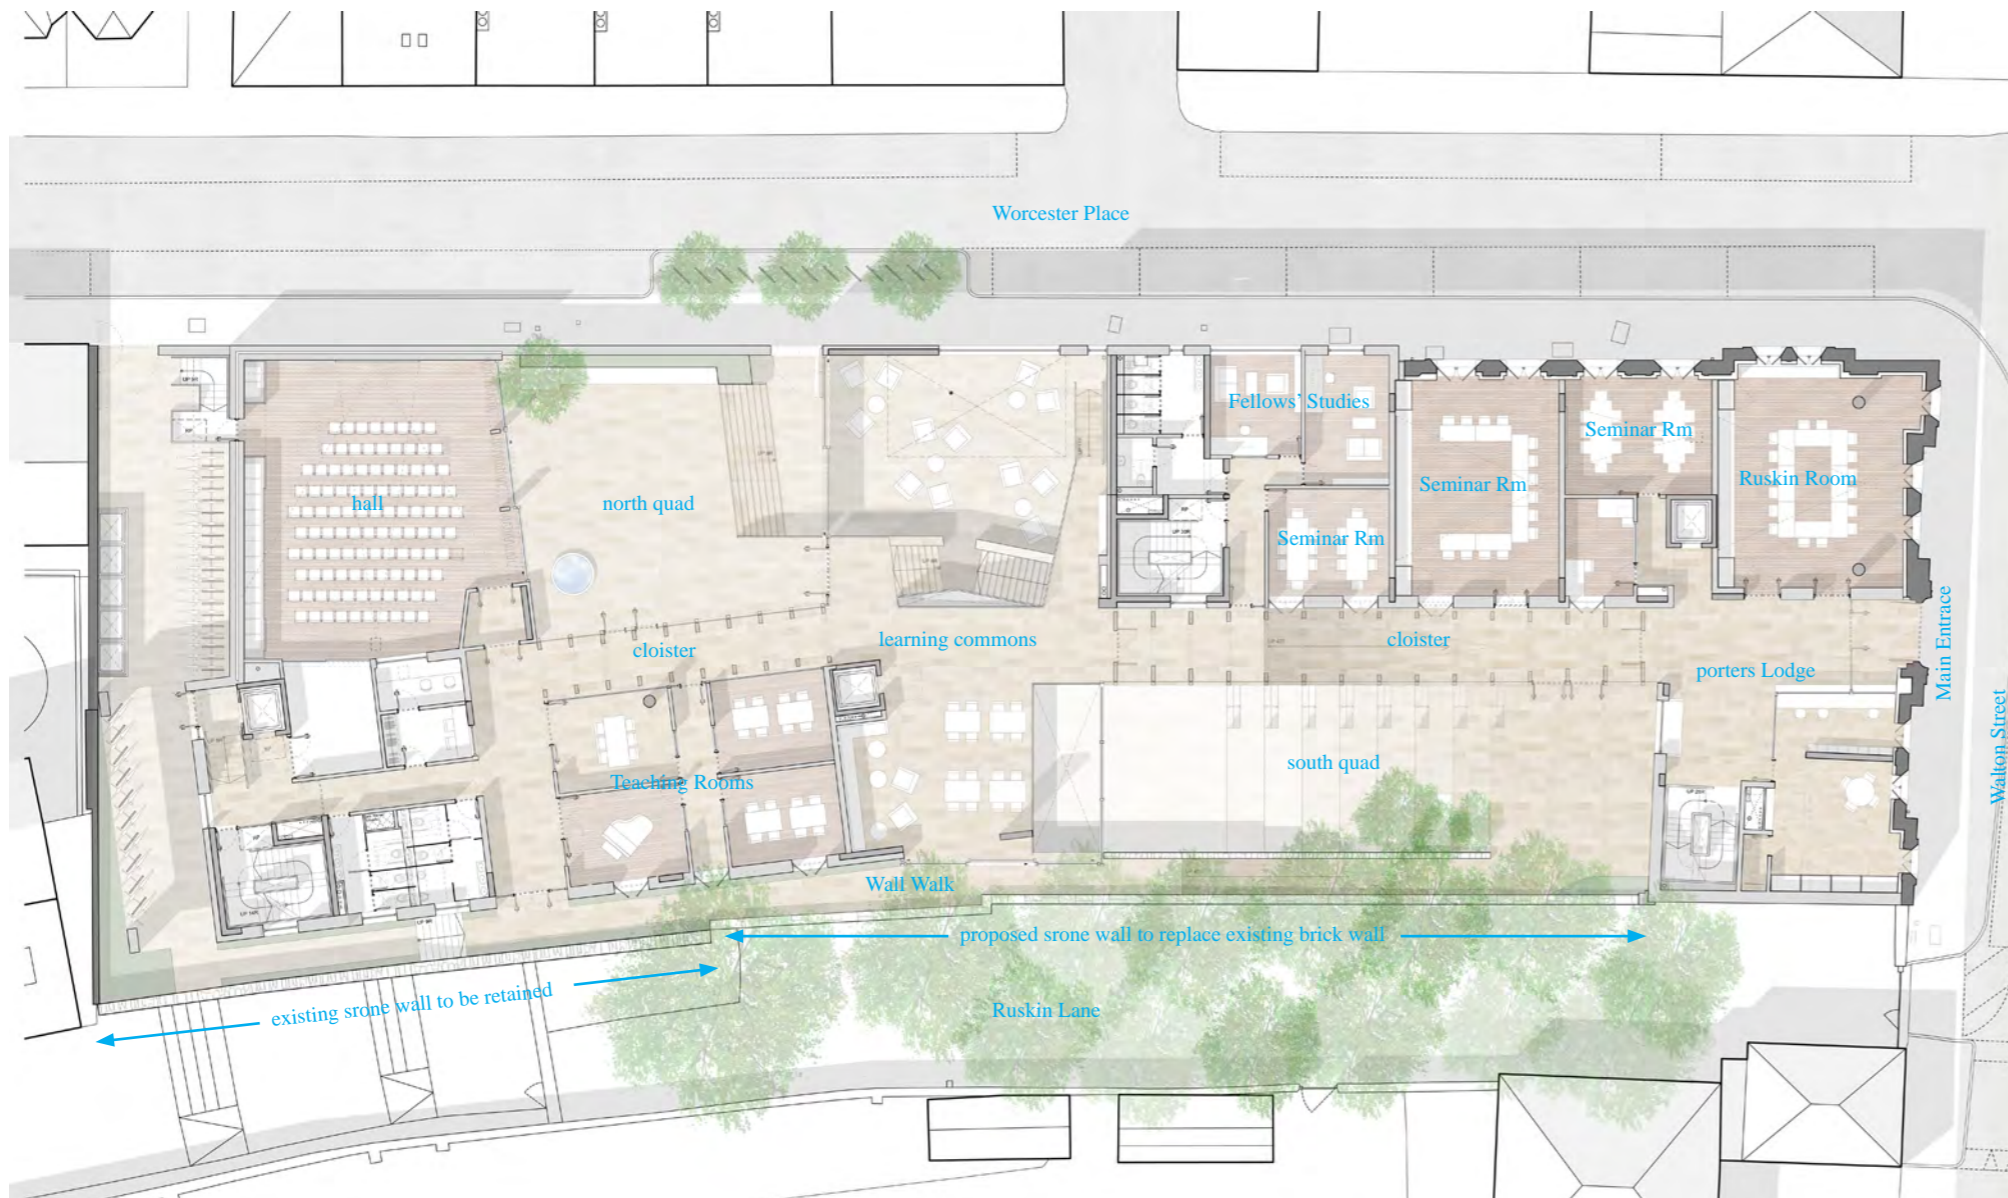 Worcester Place
Fellows' Studies
Seminar Rm
Seminar Rm
Ruskin Room
hall
north quad
Seminar Rm
Main Entrace
cloister
learning commons
cloister
porters Lodge
Walton Street
Teaching Rooms
south quad
Wall Walk
proposed srone wall to replace existing brick wall
existing srone wall to be retained
Ruskin Lane